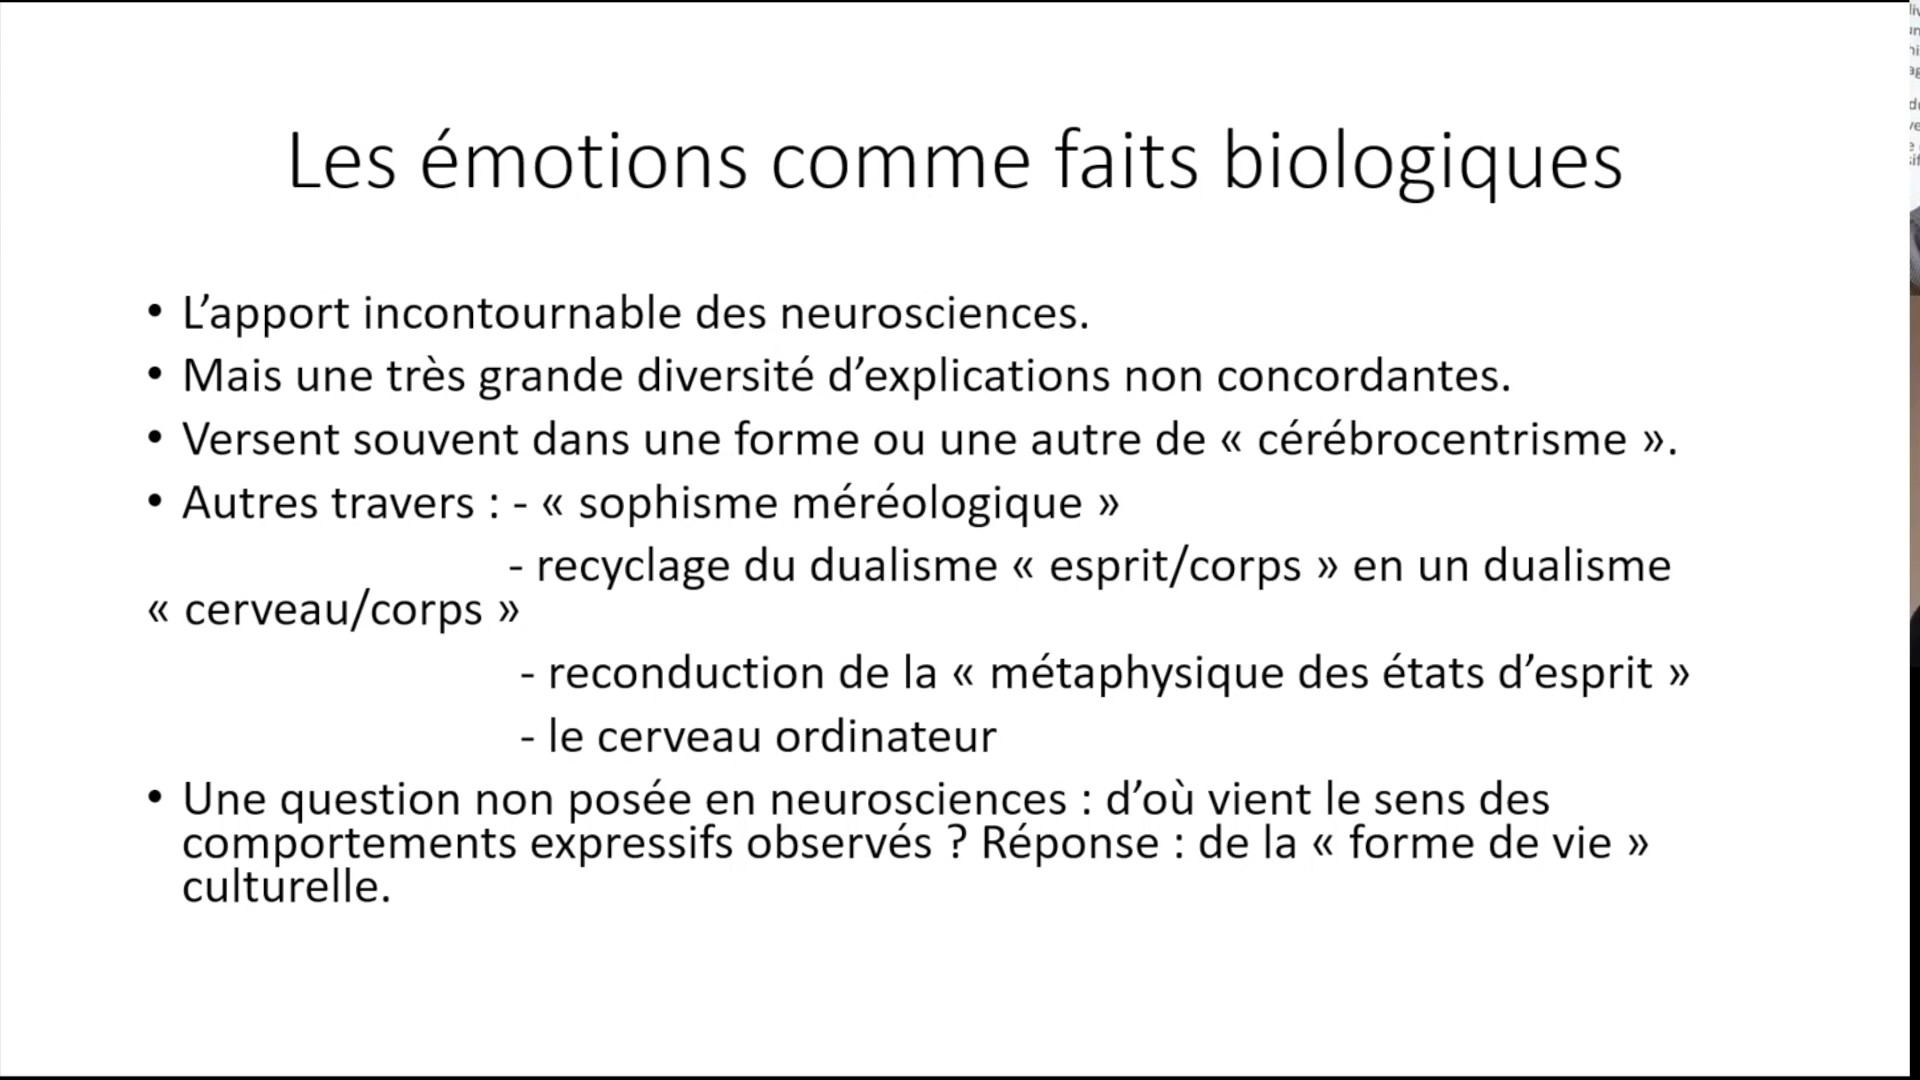 Les émotions comme faits biologiques
• L’apport incontournable des neurosciences.
• Mais une très grande diversité d’explications non concordantes.
• Versent souvent dans une forme ou une autre de « cérébrocentrisme ».
• Autres travers : - « sophisme méréologique »
- recyclage du dualisme « esprit/corps » en un dualisme
« cerveau/corps »
- reconduction de la « métaphysique des états d’esprit »
- le cerveau ordinateur
• Une question non posée en neurosciences : d’où vient le sens des
comportements expressifs observés ? Réponse : de la « forme de vie »
culturelle.